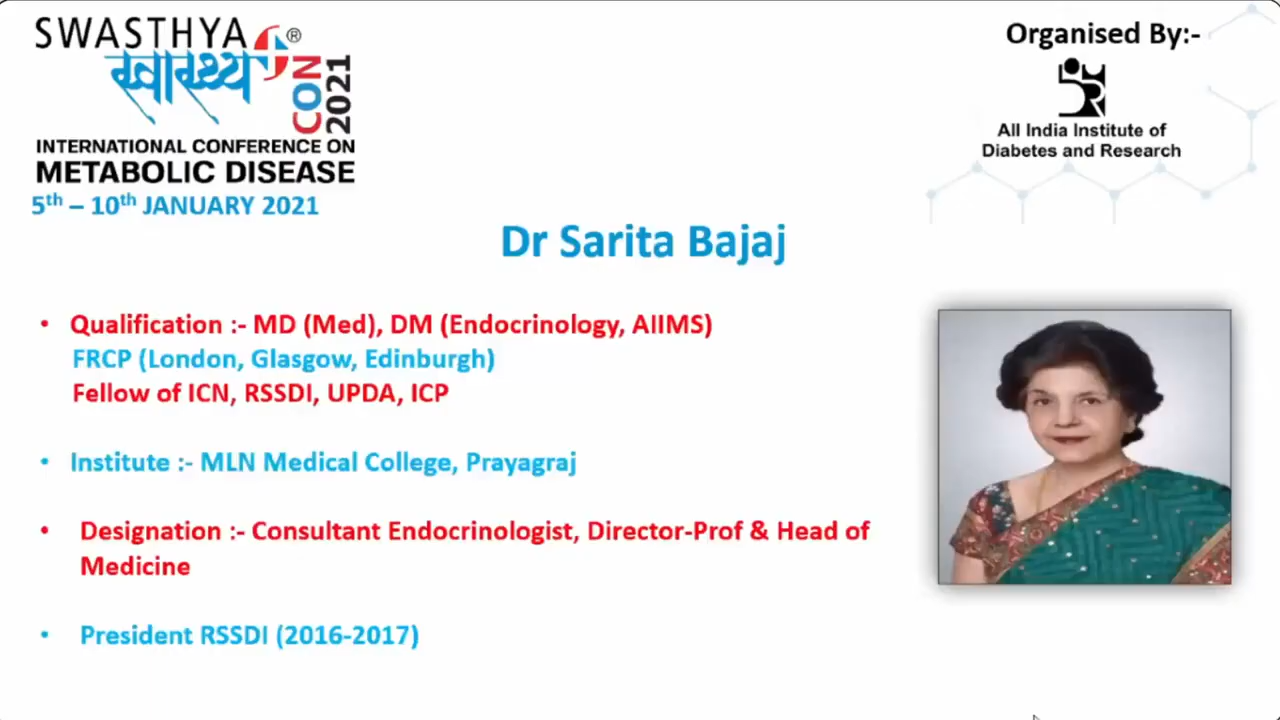 SWASTHYA ®
स्वास्थ्य
CON
2021
INTERNATIONAL CONFERENCE ON
METABOLIC DISEASE
5th – 10th JANUARY 2021
Organised By:-
All India Institute of
Diabetes and Research
Dr Sarita Bajaj
• Qualification :- MD (Med), DM (Endocrinology, AIIMS)
FRCP (London, Glasgow, Edinburgh)
Fellow of ICN, RSSDI, UPDA, ICP
• Institute :- MLN Medical College, Prayagraj
• Designation :- Consultant Endocrinologist, Director-Prof & Head of
Medicine
• President RSSDI (2016-2017)